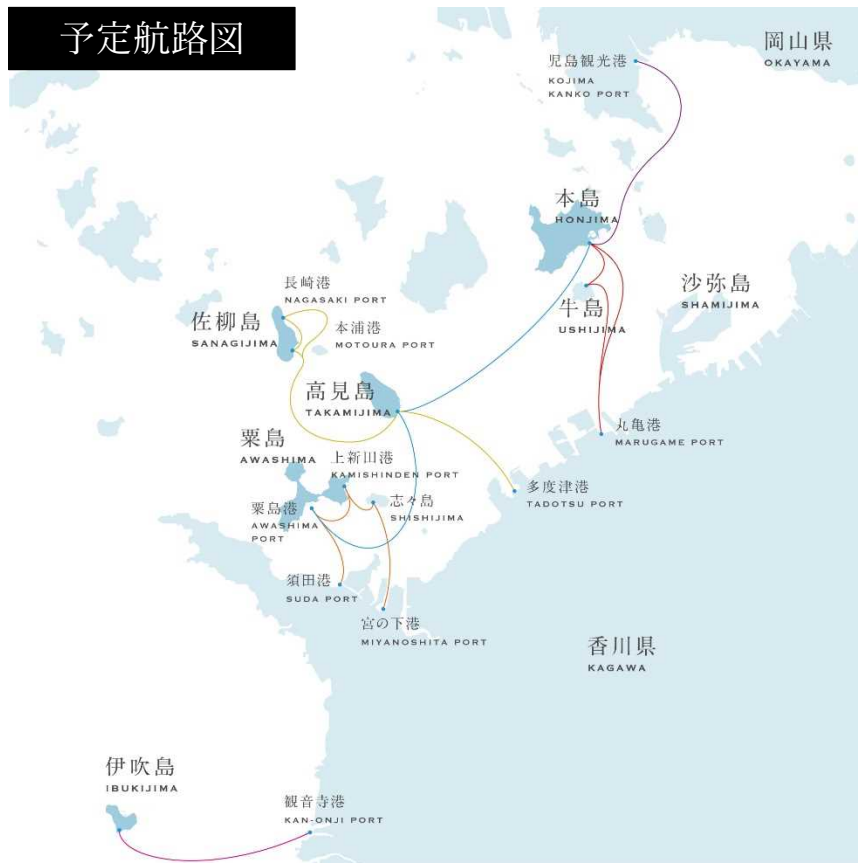 予定航路図
岡山県
OKAYAMA
児島観光港
KOJIMA
KANKO PORT
本島
HONJIMA
長崎港
NAGASAKI PORT
沙弥島
SHAMIJIMA
牛島
USHIJIMA
佐柳島
SANAGIJIMA
本浦港
MOTOURA PORT
高見島
TAKAMIJIMA
丸亀港
MARUGAME PORT
粟島
AWASHIMA
上新田港
KAMISHINDEN PORT
多度津港
TADOTSU PORT
粟島港
AWASHIMA
PORT
志々島
SHISHIJIMA
須田港
SUDA PORT
宮の下港
MIYANOSHITA PORT
香川県
KAGAWA
伊吹島
IBUKIJIMA
観音寺港
KAN-ONJI PORT